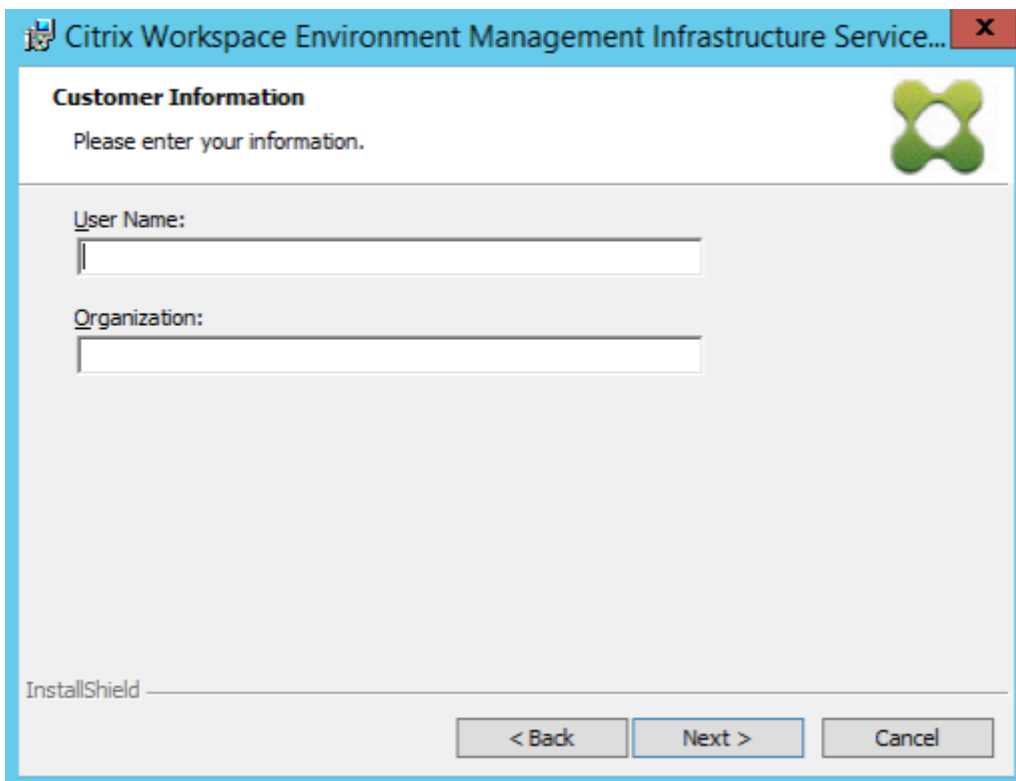 Citrix Workspace Environment Management Infrastructure Service... x
Customer Information
Please enter your information.
User Name:
Organization:
InstallShield
< Back Next > Cancel